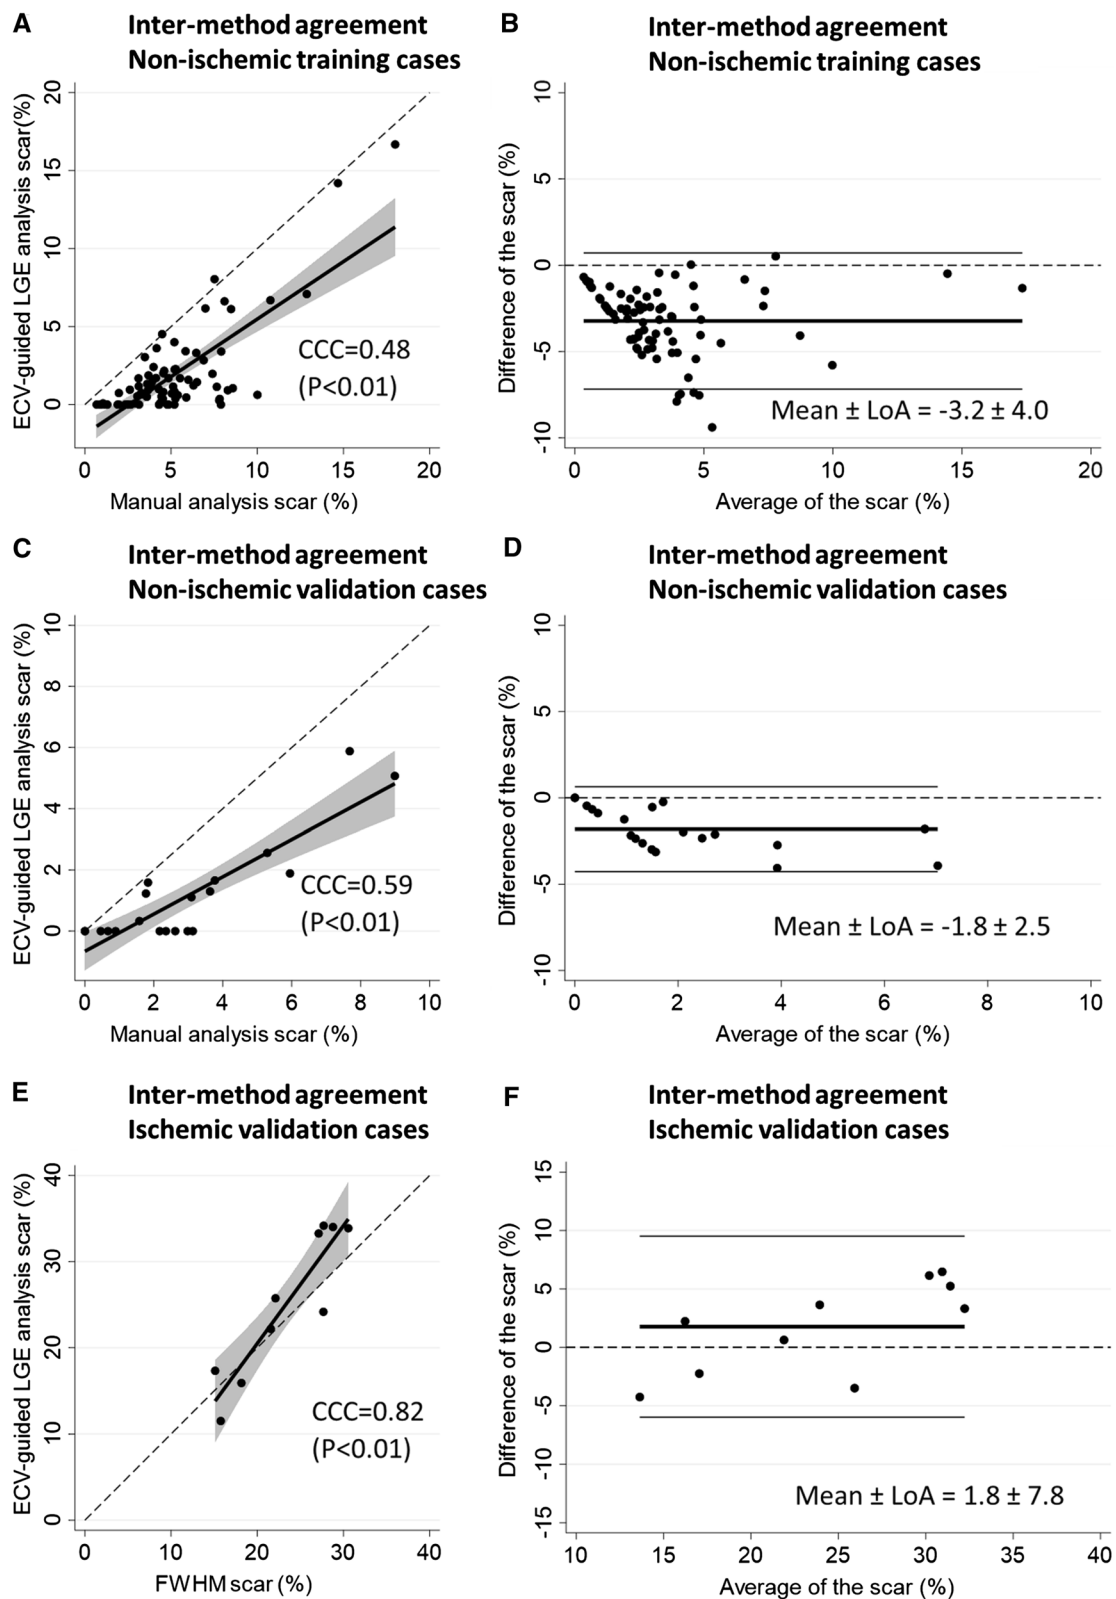 A
Inter-method agreement
Non-ischemic training cases
ECV-guided LGE analysis scar(%)
20
15
10
5
0
CCC=0.48
(P<0.01)
0 5 10 15 20
Manual analysis scar (%)
B
Inter-method agreement
Non-ischemic training cases
Difference of the scar (%)
10
5
0
-5
-10
Mean ± LoA = -3.2 ± 4.0
0 5 10 15 20
Average of the scar (%)
C
Inter-method agreement
Non-ischemic validation cases
ECV-guided LGE analysis scar (%)
10
8
6
4
2
0
CCC=0.59
(P<0.01)
0 2 4 6 8 10
Manual analysis scar (%)
D
Inter-method agreement
Non-ischemic validation cases
Difference of the scar (%)
10
5
0
-5
-10
Mean ± LoA = -1.8 ± 2.5
0 2 4 6 8 10
Average of the scar (%)
E
Inter-method agreement
Ischemic validation cases
ECV-guided LGE analysis scar (%)
40
30
20
10
0
CCC=0.82
(P<0.01)
0 10 20 30 40
FWHM scar (%)
F
Inter-method agreement
Ischemic validation cases
Difference of the scar (%)
15
10
5
0
-5
-10
-15
Mean ± LoA = 1.8 ± 7.8
10 15 20 25 30 35 40
Average of the scar (%)